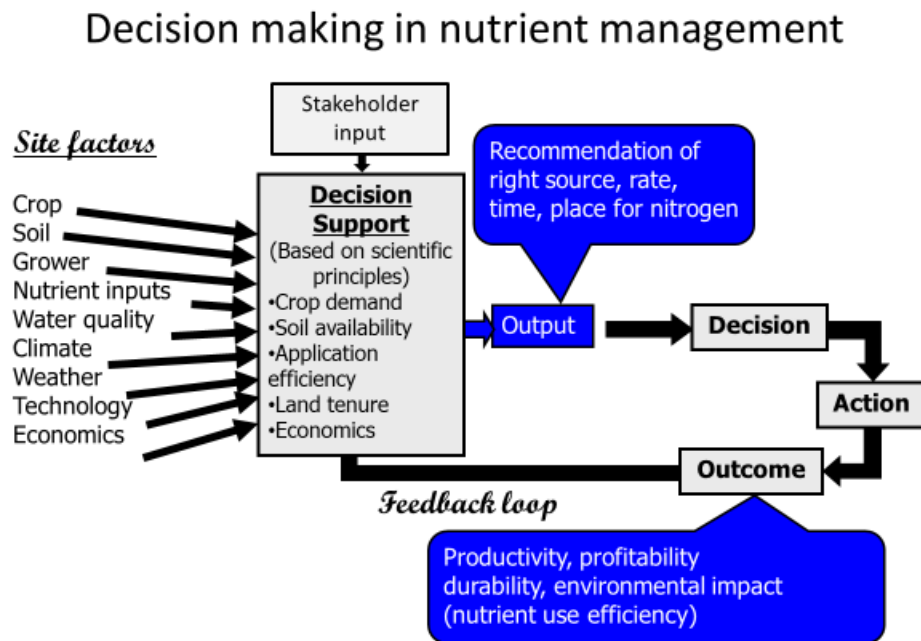 Decision making in nutrient management
Stakeholder
input
Site factors
Crop
Soil
Grower
Nutrient inputs
Water quality
Climate
Weather
Technology
Economics
Decision
Support
(Based on scientific
principles)
•Crop demand
•Soil availability
•Application
efficiency
•Land tenure
•Economics
Recommendation of
right source, rate,
time, place for nitrogen
Output
Decision
Action
Outcome
Feedback loop
Productivity, profitability
durability, environmental impact
(nutrient use efficiency)